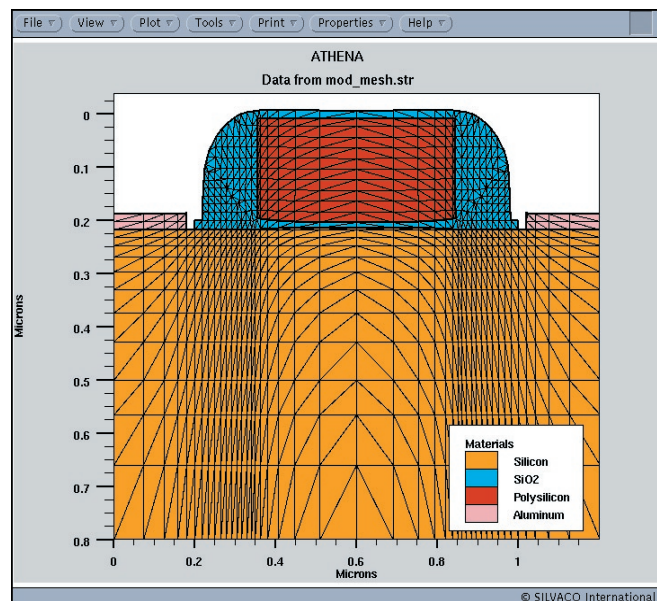 File View Plot Tools Print Properties Help
ATHENA
Data from mod_mesh.str
0
0.1
0.2
0.3
0.4
0.5
0.6
0.7
0.8
Microns
Materials
Silicon
SiO2
Polysilicon
Aluminum
0 0.2 0.4 0.6 0.8 1
Microns
© SILVACO International